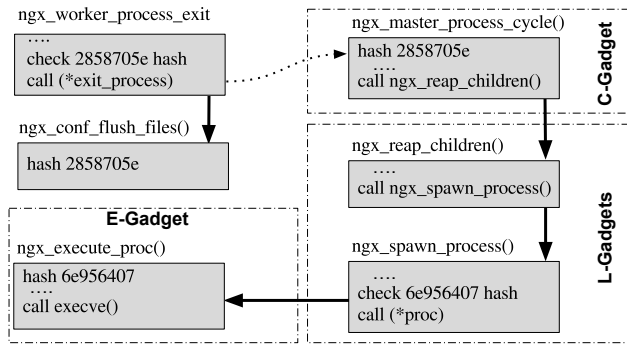 ngx_worker_process_exit
....
check 2858705e hash
call (*exit_process)
ngx_conf_flush_files()
hash 2858705e
E-Gadget
ngx_execute_proc()
hash 6e956407
....
call execve()
ngx_master_process_cycle()
hash 2858705e
....
call ngx_reap_children()
C-Gadget
ngx_reap_children()
....
call ngx_spawn_process()
ngx_spawn_process()
....
check 6e956407 hash
call (*proc)
L-Gadgets